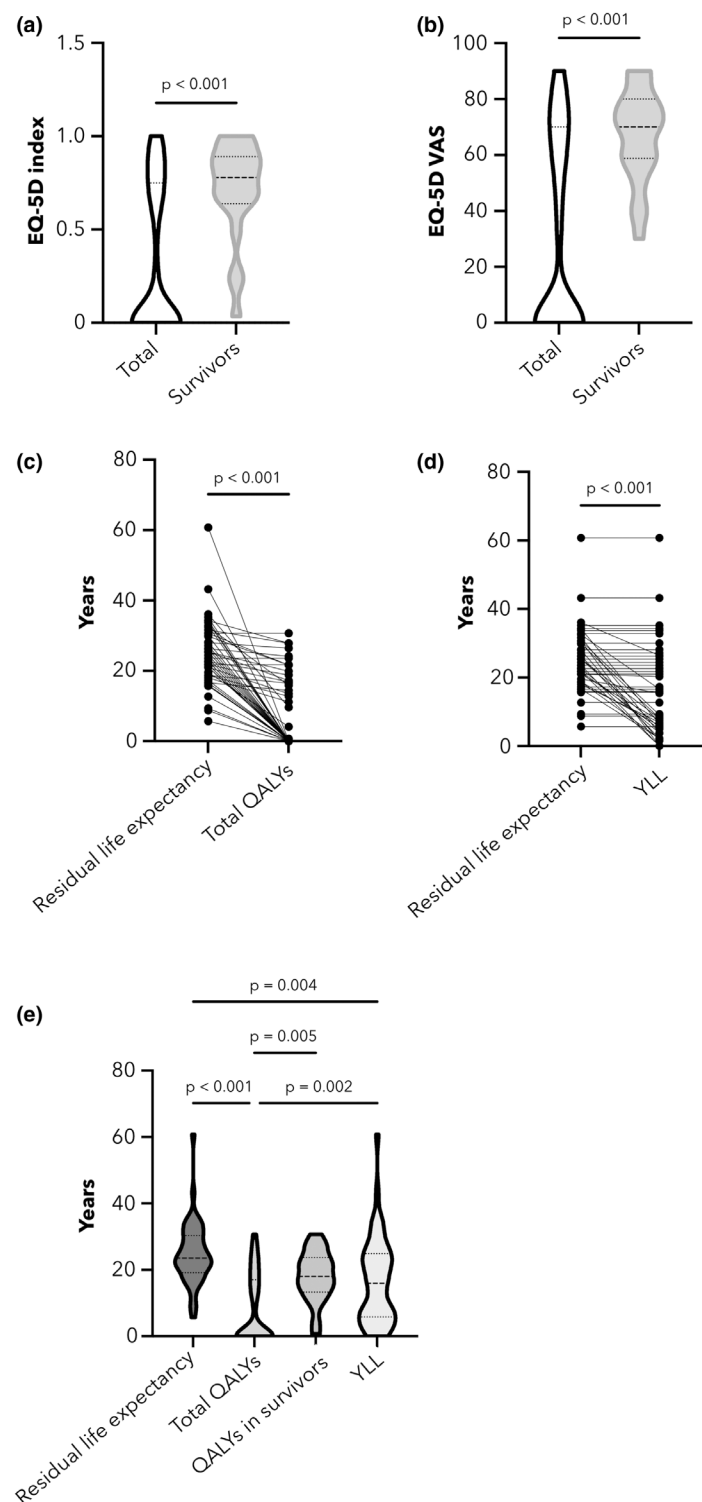 (a)
1.5
1.0
0.5
0
EQ-5D index
p < 0.001
Total
Survivors
(b)
100
80
60
40
20
0
EQ-5D VAS
p < 0.001
Total
Survivors
(c)
80
60
40
20
0
Years
p < 0.001
Residual life expectancy
Total QALYs
(d)
80
60
40
20
0
Years
p < 0.001
Residual life expectancy
YLL
(e)
p = 0.004
p = 0.005
p < 0.001
p = 0.002
80
60
40
20
0
Years
Residual life expectancy
Total QALYs
QALYs in survivors
YLL